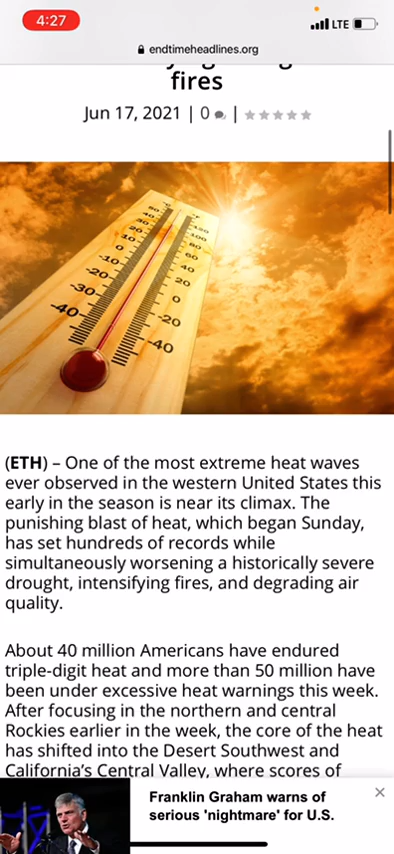 4:27
LTE
endtimeheadlines.org
fires
Jun 17, 2021 | 0 |
(ETH) – One of the most extreme heat waves
ever observed in the western United States this
early in the season is near its climax. The
punishing blast of heat, which began Sunday,
has set hundreds of records while
simultaneously worsening a historically severe
drought, intensifying fires, and degrading air
quality.
About 40 million Americans have endured
triple-digit heat and more than 50 million have
been under excessive heat warnings this week.
After focusing in the northern and central
Rockies earlier in the week, the core of the heat
has shifted into the Desert Southwest and
California's Central Valley, where scores of
Franklin Graham warns of
serious 'nightmare' for U.S.